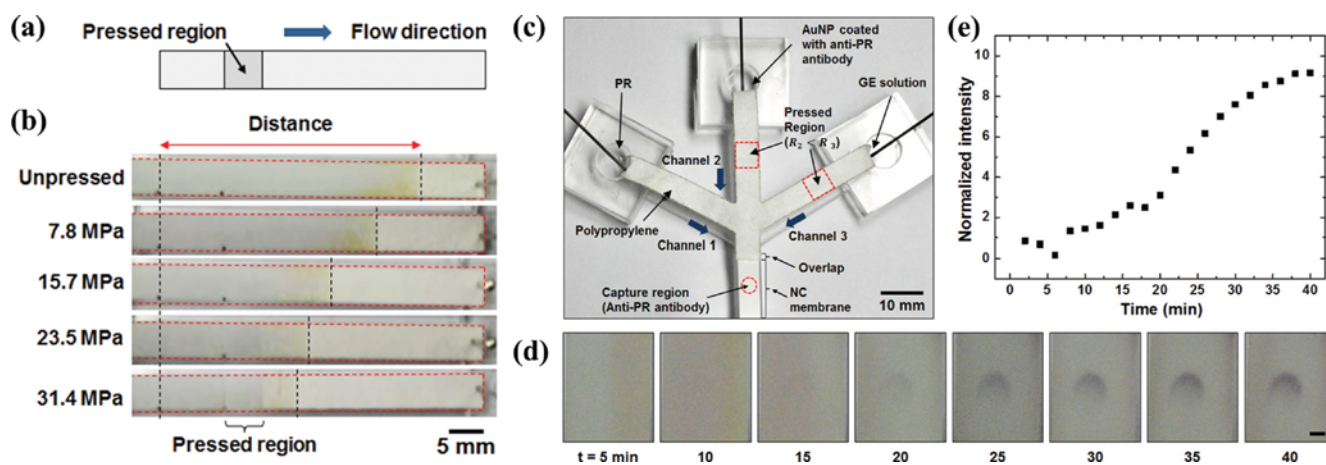 (a)
Pressed region
Flow direction
(b)
Distance
Unpressed
7.8 MPa
15.7 MPa
23.5 MPa
31.4 MPa
Pressed region
5 mm
(c)
AuNP coated
with anti-PR
antibody
PR
GE solution
Pressed
Region
(R₂ < R₃)
Channel 2
Polypropylene
Channel 1
Channel 3
Overlap
Capture region
(Anti-PR antibody)
NC
membrane
10 mm
(d)
t = 5 min
10
15
20
25
30
35
40
(e)
Normalized intensity
10
8
6
4
2
0
0
5
10
15
20
25
30
35
40
Time (min)